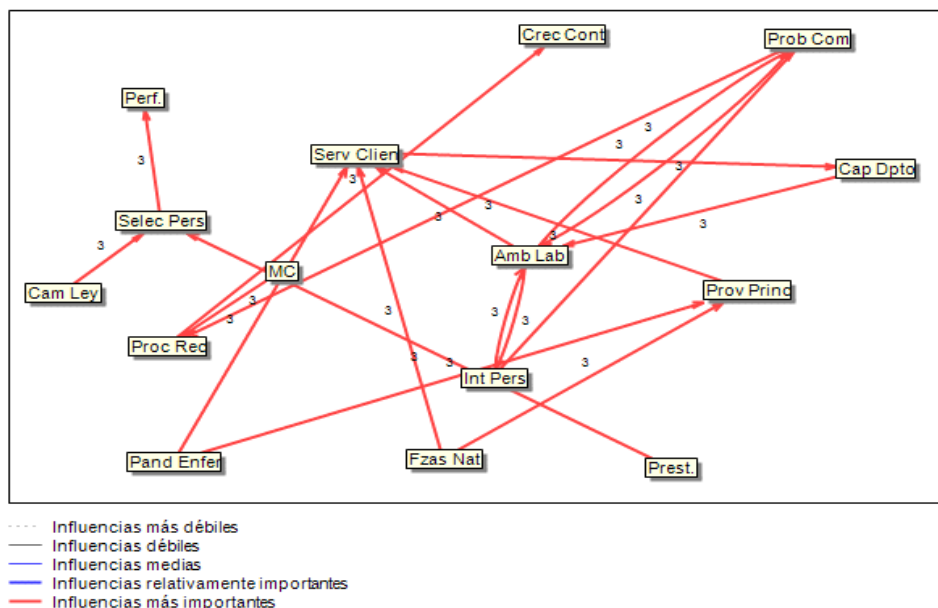 Crec Cont
Prob Com
Perf.
3
3
3
Serv Clien
3
3
Cap Dpto
3
3
3
Selec Pers
3
3
3
3
Amb Lab
MC
Cam Ley
Prov Princ
3
3
3
3
3
Proc Rec
3
3
3
Int Pers
Pand Enfer
Fzas Nat
Prest.
Influencias más débiles
Influencias débiles
Influencias medias
Influencias relativamente importantes
Influencias más importantes